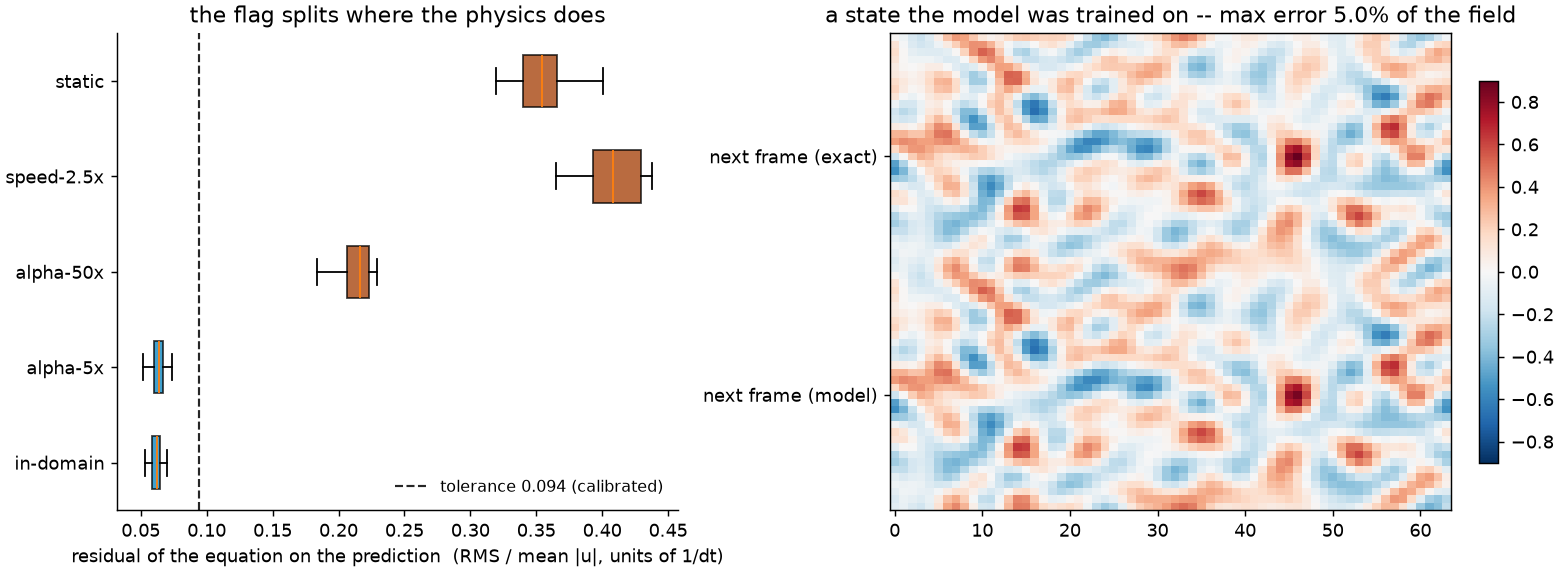 the flag splits where the physics does
static
speed-2.5x
alpha-50x
alpha-5x
in-domain
tolerance 0.094 (calibrated)
0.05 0.10 0.15 0.20 0.25 0.30 0.35 0.40 0.45
residual of the equation on the prediction (RMS / mean |u|, units of 1/dt)
a state the model was trained on -- max error 5.0% of the field
next frame (exact)
next frame (model)
0 10 20 30 40 50 60
0.8
0.6
0.4
0.2
0.0
−0.2
−0.4
−0.6
−0.8